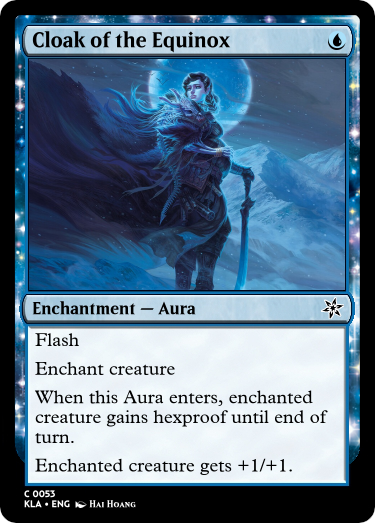 Cloak of the Equinox
Enchantment — Aura
Flash
Enchant creature
When this Aura enters, enchanted
creature gains hexproof until end of
turn.
Enchanted creature gets +1/+1.
C 0053
KLA • ENG Hai Hoang